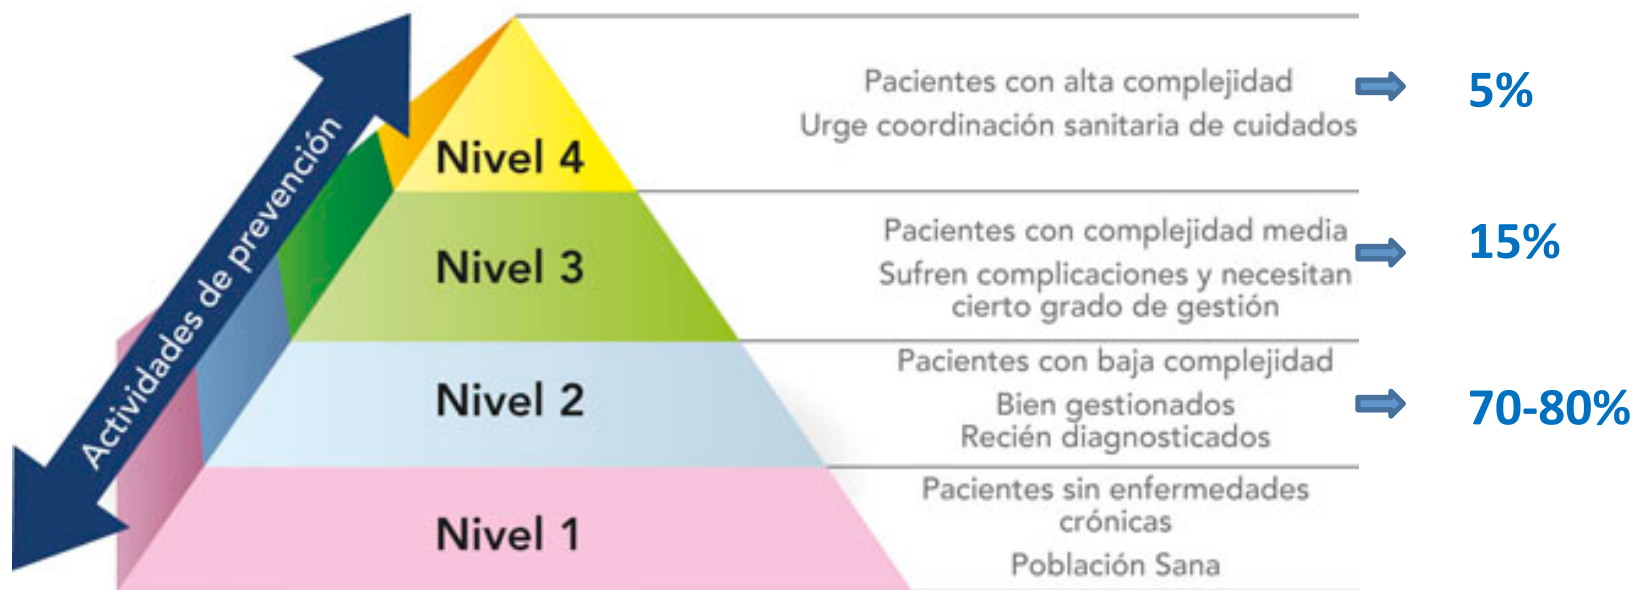 Actividades de prevención
Nivel 4
Pacientes con alta complejidad
Urge coordinación sanitaria de cuidados
5%
Nivel 3
Pacientes con complejidad media
Sufren complicaciones y necesitan
cierto grado de gestión
15%
Nivel 2
Pacientes con baja complejidad
Bien gestionados
Recién diagnosticados
70-80%
Nivel 1
Pacientes sin enfermedades
crónicas
Población Sana